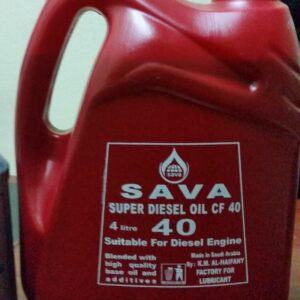 sava
SAVA
SUPER DIESEL OIL CF 40
4 litre 40
Suitable For Diesel Engine
Blended with
high quality
base oil and
additives
Made in Saudi Arabia
By: K.M. AL-HAIFANY
FACTORY FOR
LUBRICANT